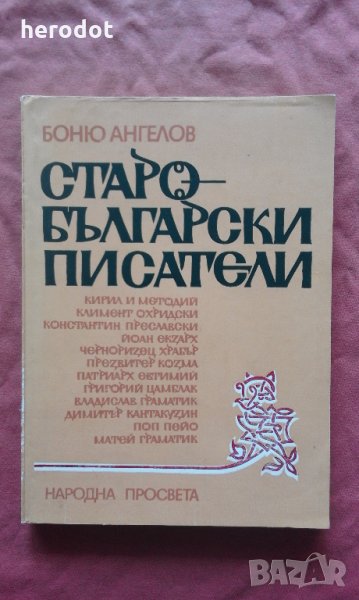 herodot
БОНЮ АНГЕЛОВ
СТАРО-
БЪЛГАРСКИ
ПИСАТЕЛИ
КИРИЛ И МЕТОДИЙ
КЛИМЕНТ ОХРИДСКИ
КОНСТАНТИН ПРЕСЛАВСКИ
ЙОАН ЕКЗАРХ
ЧЕРНОРИЗЕЦ ХРАБЪР
ПРЕЗВИТЕР КОЗМА
ПАТРИАРХ ЕВТИМИЙ
ГРИГОРИЙ ЦАМБЛАК
ВЛАДИСЛАВ ГРАМАТИК
ДИМИТЪР КАНТАКУЗИН
ПОП ПЕЙО
МАТЕЙ ГРАМАТИК
НАРОДНА ПРОСВЕТА
BAZAR